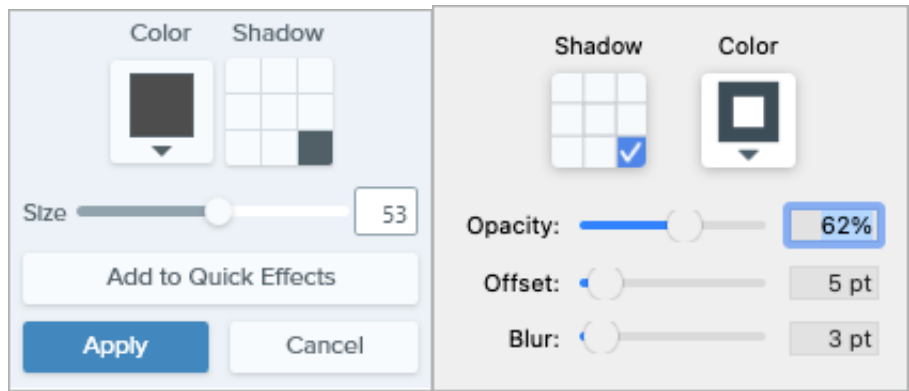 Color Shadow
Size 53
Add to Quick Effects
Apply Cancel
Shadow Color
Opacity: 62%
Offset: 5 pt
Blur: 3 pt